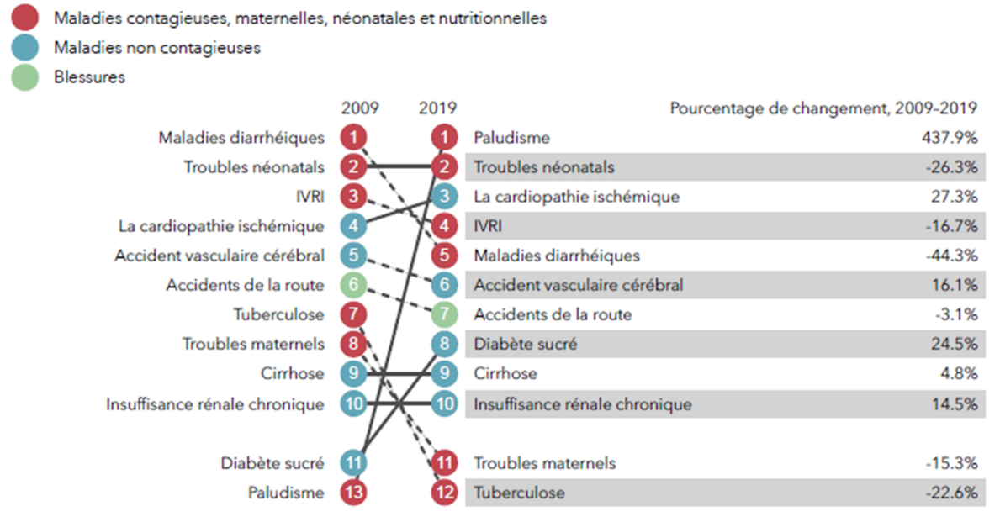 Maladies contagieuses, maternelles, néonatales et nutritionnelles
Maladies non contagieuses
Blessures
2009 2019 Pourcentage de changement, 2009–2019
Maladies diarrhéiques 1 1 Paludisme 437.9%
Troubles néonatals 2 2 Troubles néonatals -26.3%
IVRI 3 3 La cardiopathie ischémique 27.3%
La cardiopathie ischémique 4 4 IVRI -16.7%
Accident vasculaire cérébral 5 5 Maladies diarrhéiques -44.3%
Accidents de la route 6 6 Accident vasculaire cérébral 16.1%
Tuberculose 7 7 Accidents de la route -3.1%
Troubles maternels 8 8 Diabète sucré 24.5%
Cirrhose 9 9 Cirrhose 4.8%
Insuffisance rénale chronique 10 10 Insuffisance rénale chronique 14.5%
Diabète sucré 11 11 Troubles maternels -15.3%
Paludisme 13 12 Tuberculose -22.6%